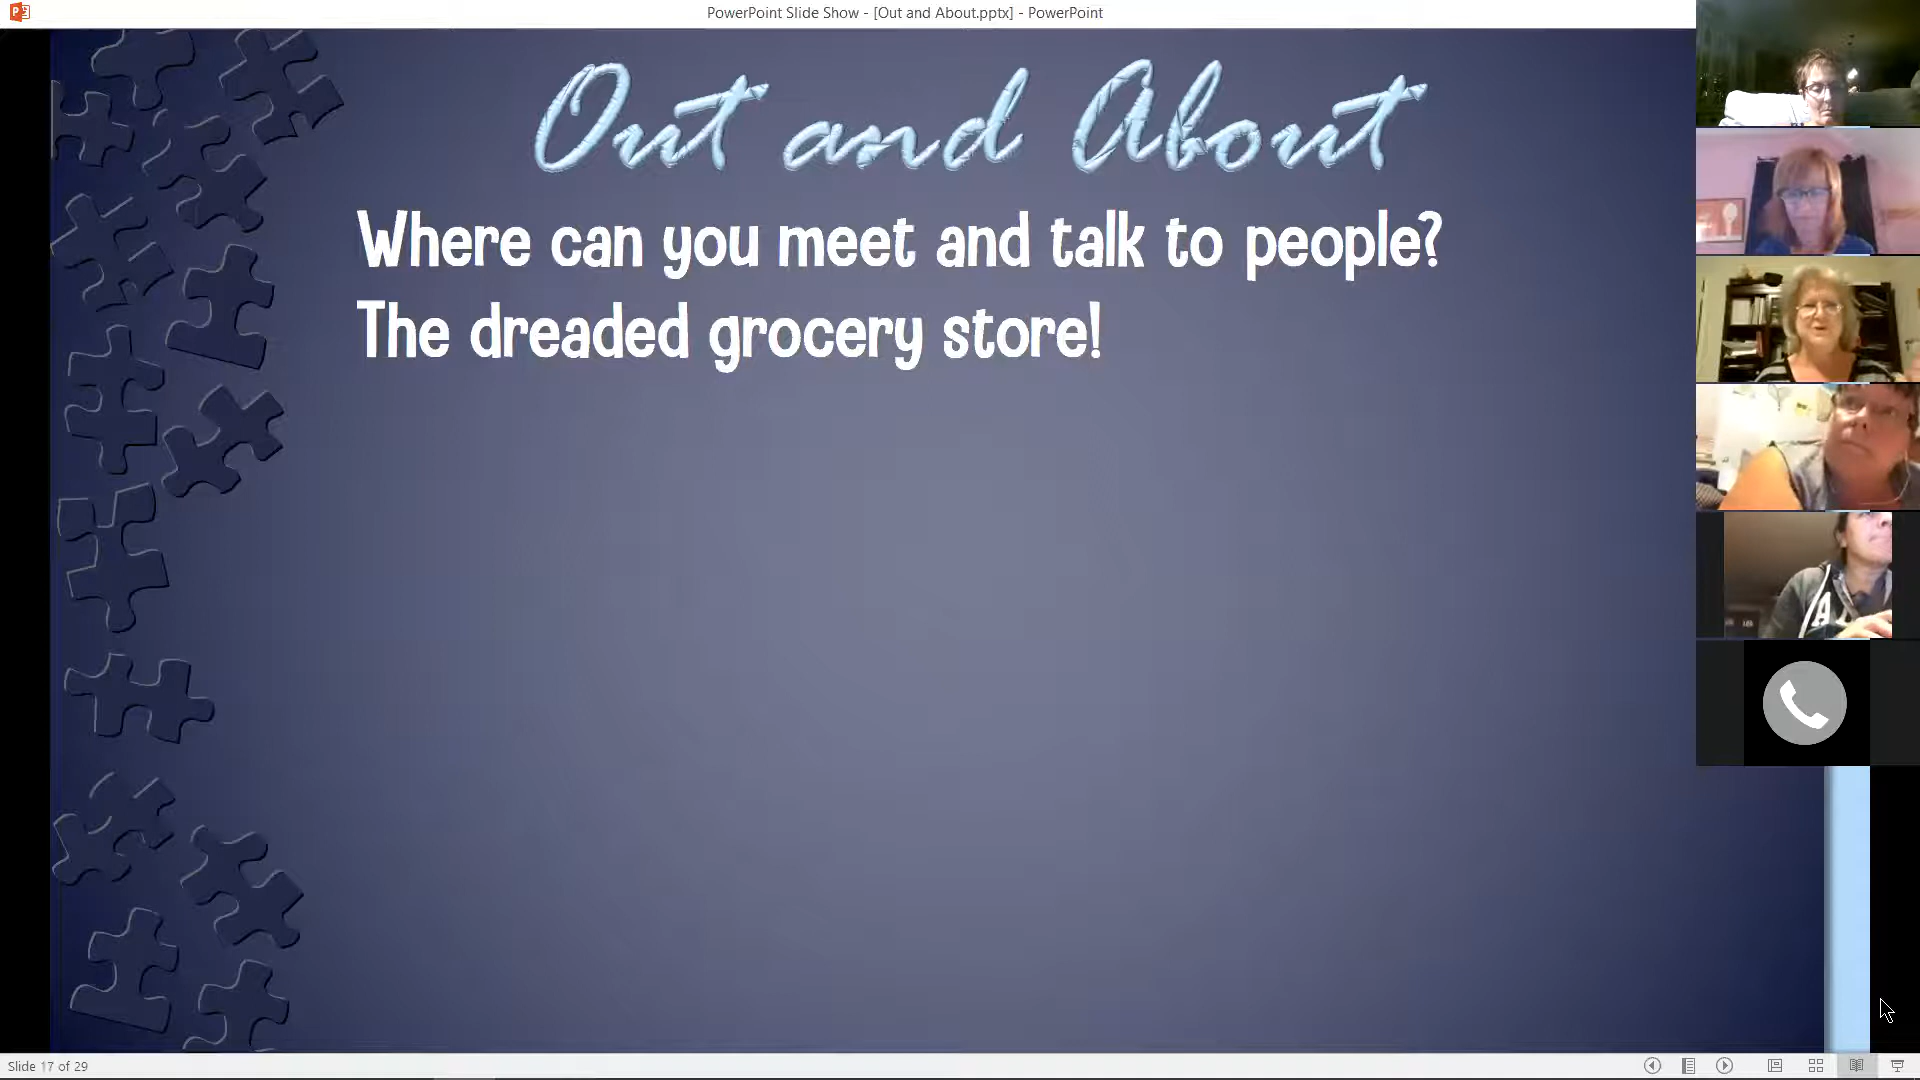 PowerPoint Slide Show - [Out and About.pptx] - PowerPoint
Out and About
Where can you meet and talk to people?
The dreaded grocery store!
Slide 17 of 29